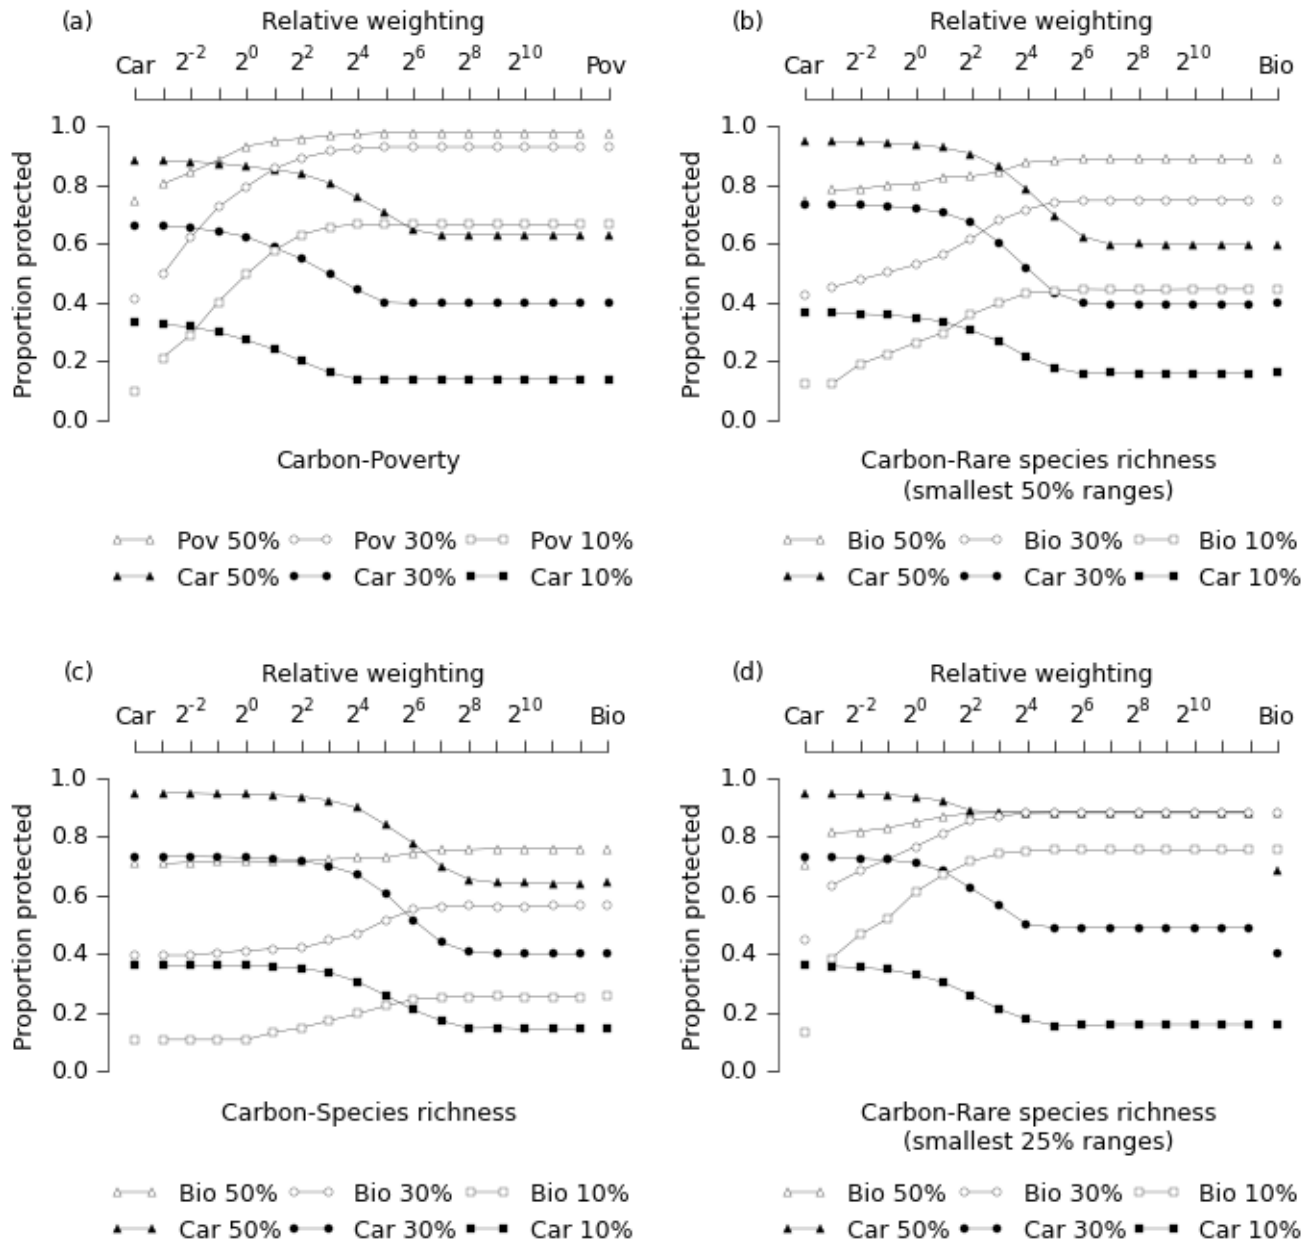 (a) Relative weighting
Car 2^-2 2^0 2^2 2^4 2^6 2^8 2^10 Pov
Proportion protected
1.0
0.8
0.6
0.4
0.2
0.0
Carbon-Poverty
Pov 50% Pov 30% Pov 10%
Car 50% Car 30% Car 10%
(b) Relative weighting
Car 2^-2 2^0 2^2 2^4 2^6 2^8 2^10 Bio
Proportion protected
1.0
0.8
0.6
0.4
0.2
0.0
Carbon-Rare species richness
(smallest 50% ranges)
Bio 50% Bio 30% Bio 10%
Car 50% Car 30% Car 10%
(c) Relative weighting
Car 2^-2 2^0 2^2 2^4 2^6 2^8 2^10 Bio
Proportion protected
1.0
0.8
0.6
0.4
0.2
0.0
Carbon-Species richness
Bio 50% Bio 30% Bio 10%
Car 50% Car 30% Car 10%
(d) Relative weighting
Car 2^-2 2^0 2^2 2^4 2^6 2^8 2^10 Bio
Proportion protected
1.0
0.8
0.6
0.4
0.2
0.0
Carbon-Rare species richness
(smallest 25% ranges)
Bio 50% Bio 30% Bio 10%
Car 50% Car 30% Car 10%